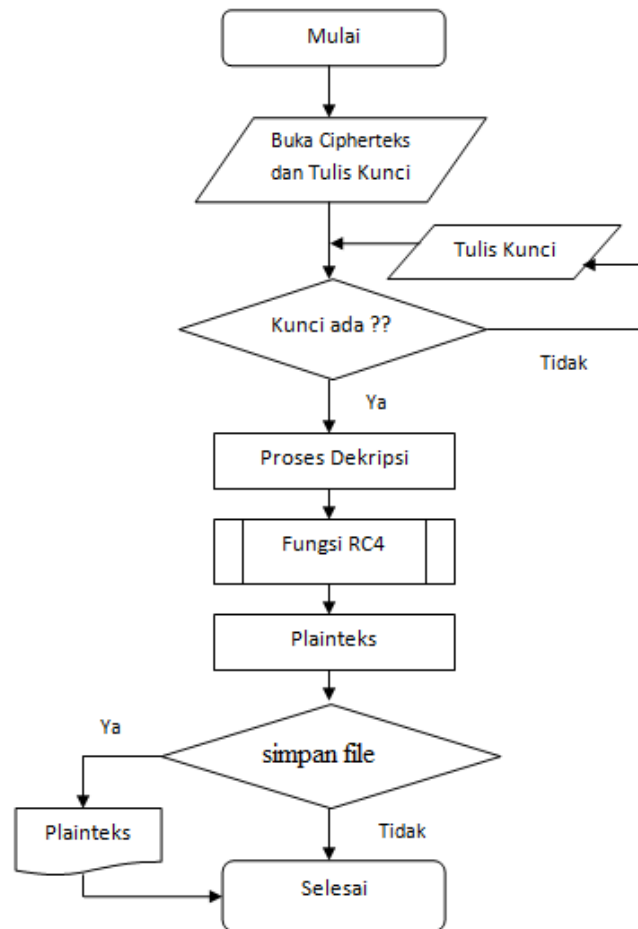 Mulai
Buka Cipherteks
dan Tulis Kunci
Tulis Kunci
Kunci ada ??
Tidak
Ya
Proses Dekripsi
Fungsi RC4
Plainteks
Ya
simpan file
Plainteks
Tidak
Selesai